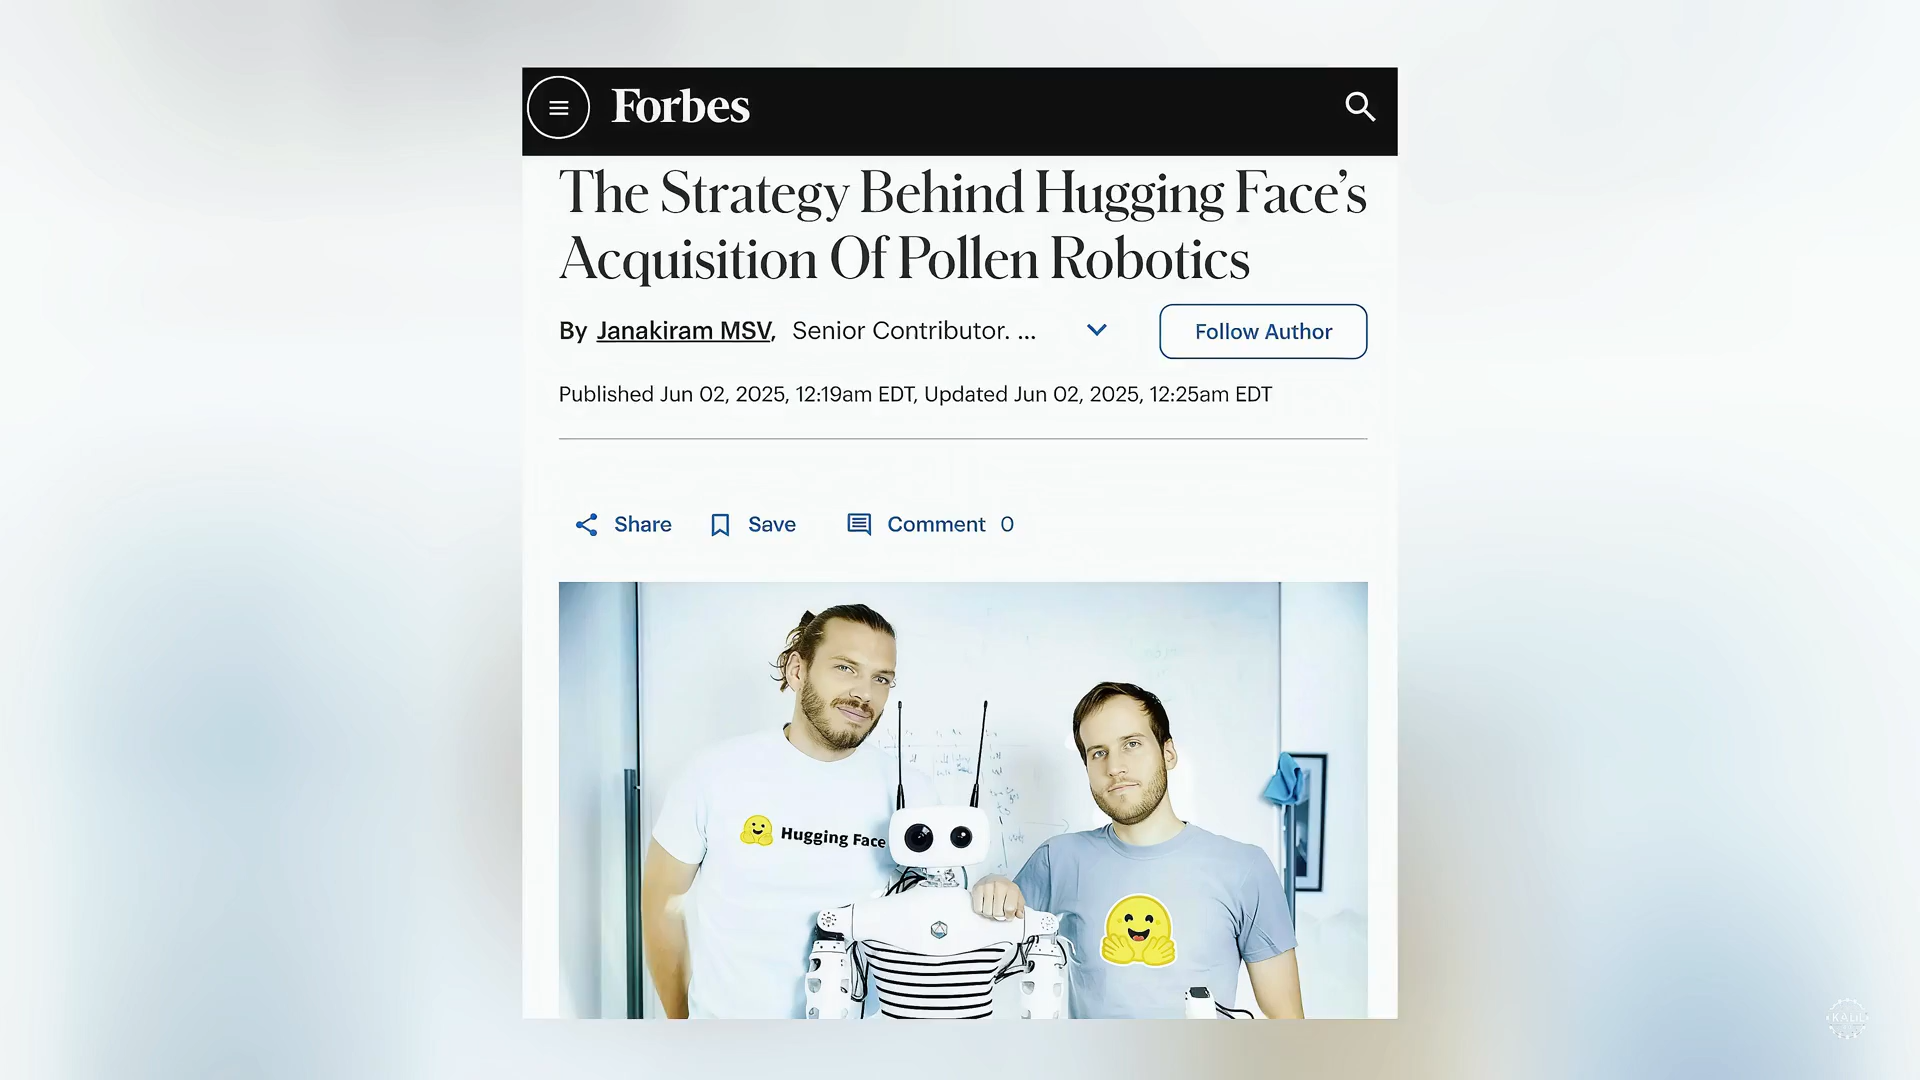 Forbes
The Strategy Behind Hugging Face's
Acquisition Of Pollen Robotics
By Janakiram MSV, Senior Contributor. ...
Follow Author
Published Jun 02, 2025, 12:19am EDT, Updated Jun 02, 2025, 12:25am EDT
Share
Save
Comment 0
Hugging Face
KALIL